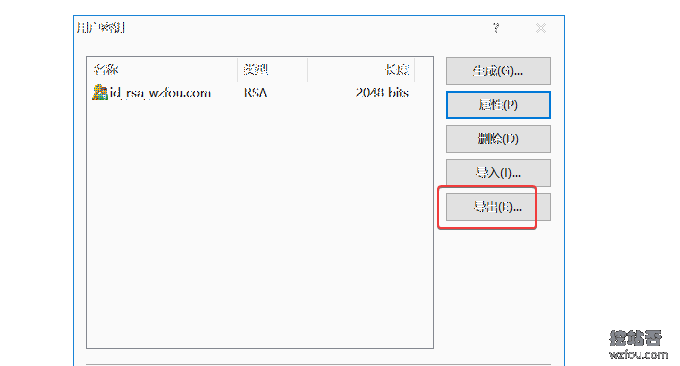 用户密钥
?
名称 类型 长度
id_rsa_wzfou.com RSA 2048 bits
生成(G)...
属性(P)
删除(D)
导入(I)...
导出(E)...
挖站否
wzfou.com